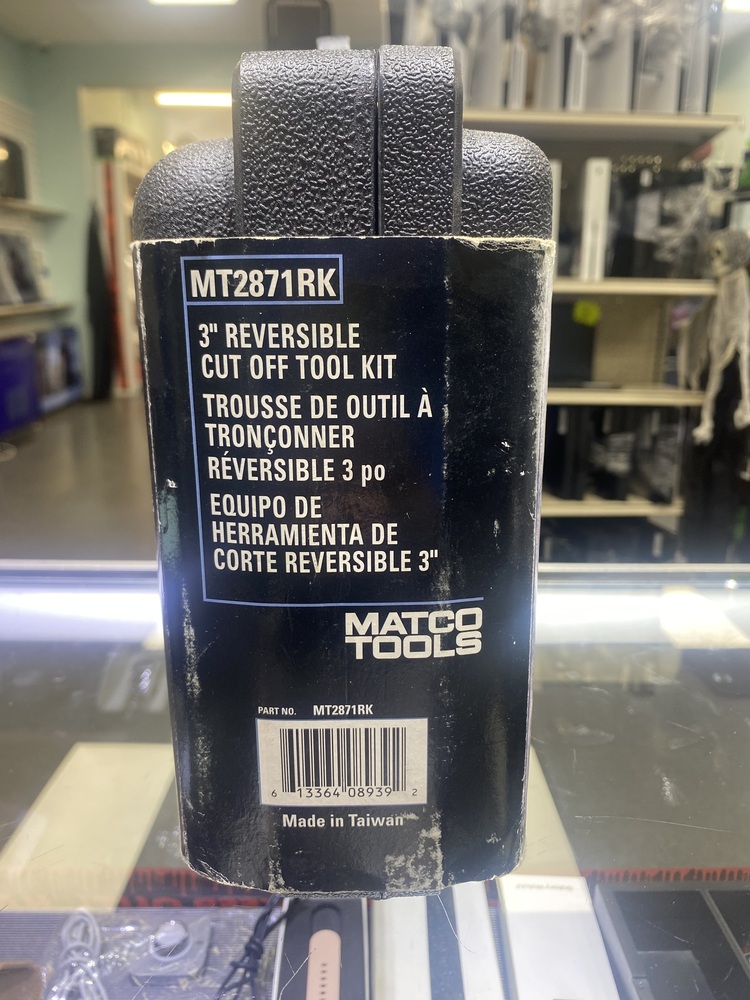 MT2871RK
3" REVERSIBLE
CUT OFF TOOL KIT
TROUSSE DE OUTIL À
TRONÇONNER
RÉVERSIBLE 3 po
EQUIPO DE
HERRAMIENTA DE
CORTE REVERSIBLE 3"
MATCO
TOOLS
PART NO. MT2871RK
6 13364 08939 2
Made in Taiwan